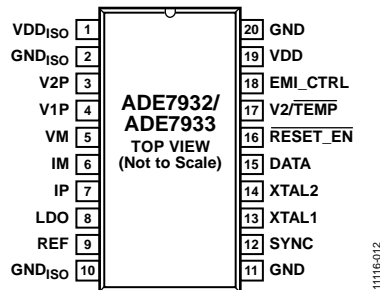 VDDISO 1
GNDISO 2
V2P 3
V1P 4
VM 5
IM 6
IP 7
LDO 8
REF 9
GNDISO 10
ADE7932/
ADE7933
TOP VIEW
(Not to Scale)
20 GND
19 VDD
18 EMI_CTRL
17 V2/TEMP
16 RESET_EN
15 DATA
14 XTAL2
13 XTAL1
12 SYNC
11 GND
11116-012